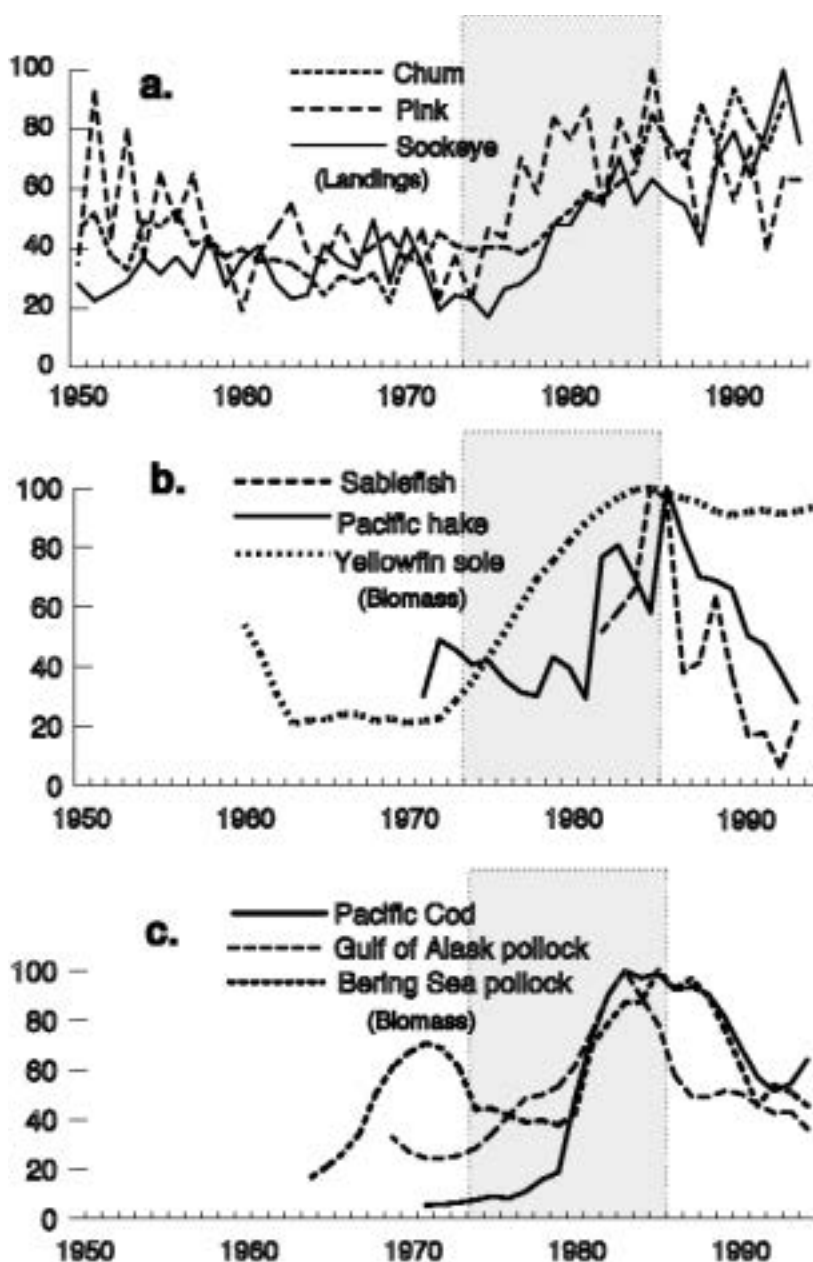 a.
Chum
Pink
Sockeye
(Landings)
100
80
60
40
20
0
1950 1960 1970 1980 1990
b.
Sablefish
Pacific hake
Yellowfin sole
(Biomass)
100
80
60
40
20
0
1950 1960 1970 1980 1990
c.
Pacific Cod
Gulf of Alask pollock
Bering Sea pollock
(Biomass)
100
80
60
40
20
0
1950 1960 1970 1980 1990